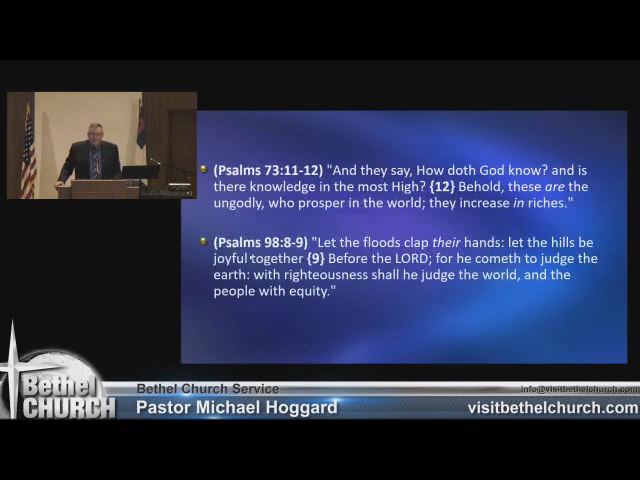 (Psalms 73:11-12) "And they say, How doth God know? and is
there knowledge in the most High? {12} Behold, these are the
ungodly, who prosper in the world; they increase in riches."
(Psalms 98:8-9) "Let the floods clap their hands: let the hills be
joyful together {9} Before the LORD; for he cometh to judge the
earth: with righteousness shall he judge the world, and the
people with equity."
Bethel
CHURCH
Bethel Church Service
info@visitbethelchurch.com
Pastor Michael Hoggard
visitbethelchurch.com